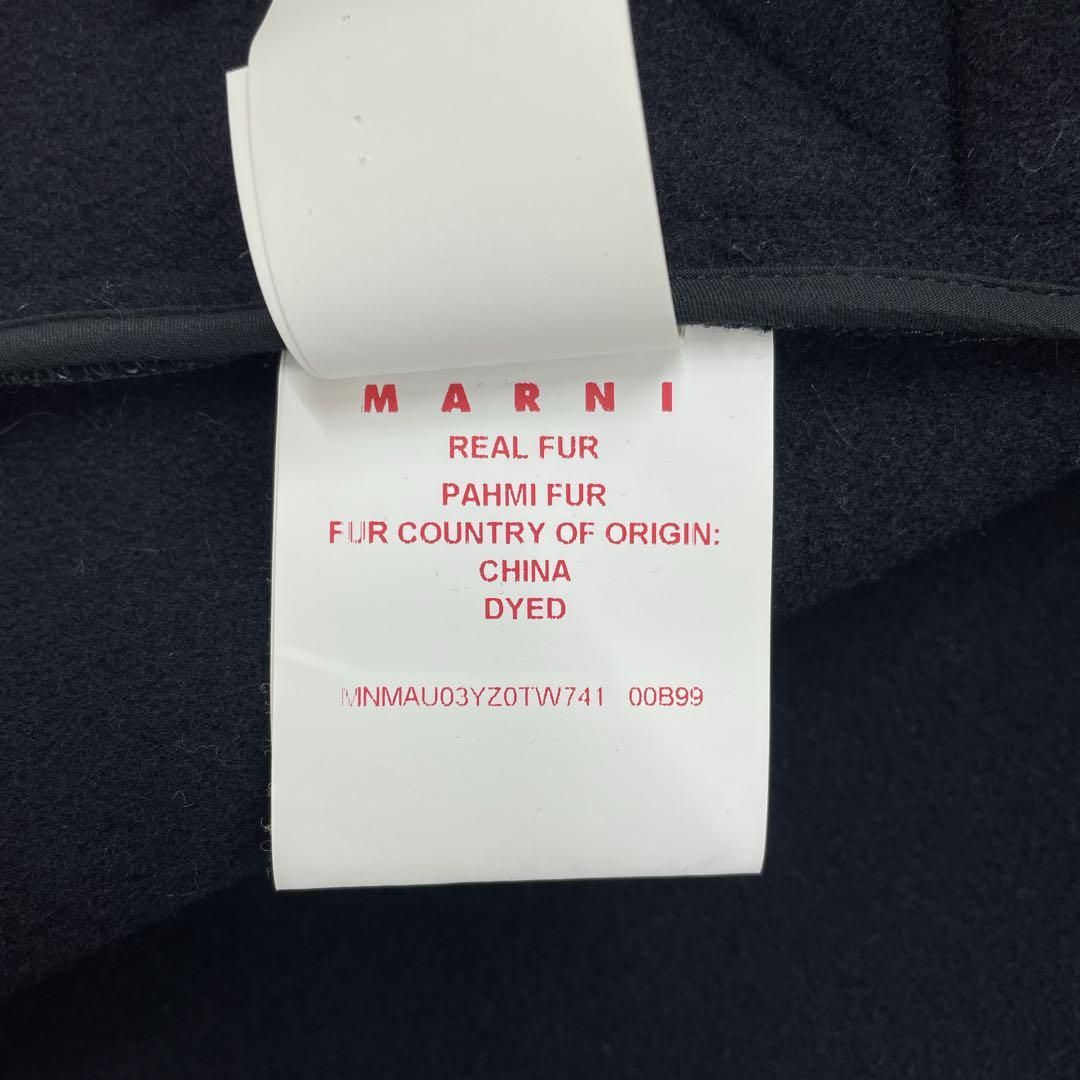 MARNI
REAL FUR
PAHMI FUR
FUR COUNTRY OF ORIGIN:
CHINA
DYED
MNMAU03YZ0TW741 00B99